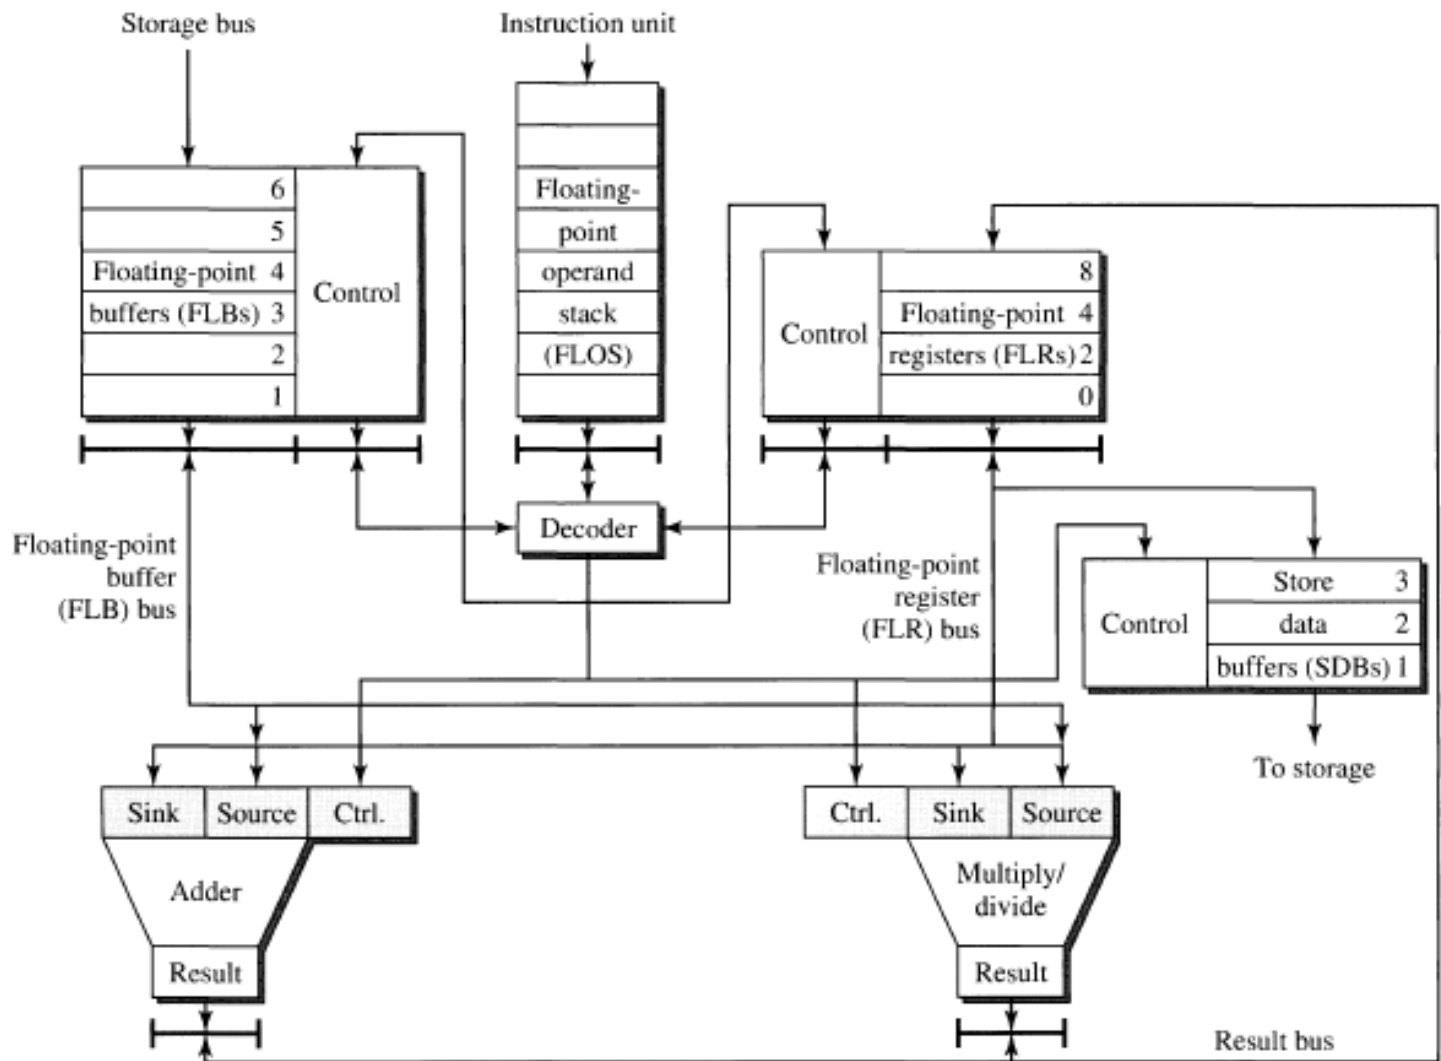 Storage bus
Instruction unit
6
5
Floating-point 4
buffers (FLBs) 3
2
1
Control
Floating-
point
operand
stack
(FLOS)
Control
8
Floating-point 4
registers (FLRs) 2
0
Decoder
Floating-point
buffer
(FLB) bus
Floating-point
register
(FLR) bus
Control
Store 3
data 2
buffers (SDBs) 1
To storage
Sink Source Ctrl.
Adder
Result
Ctrl. Sink Source
Multiply/
divide
Result
Result bus